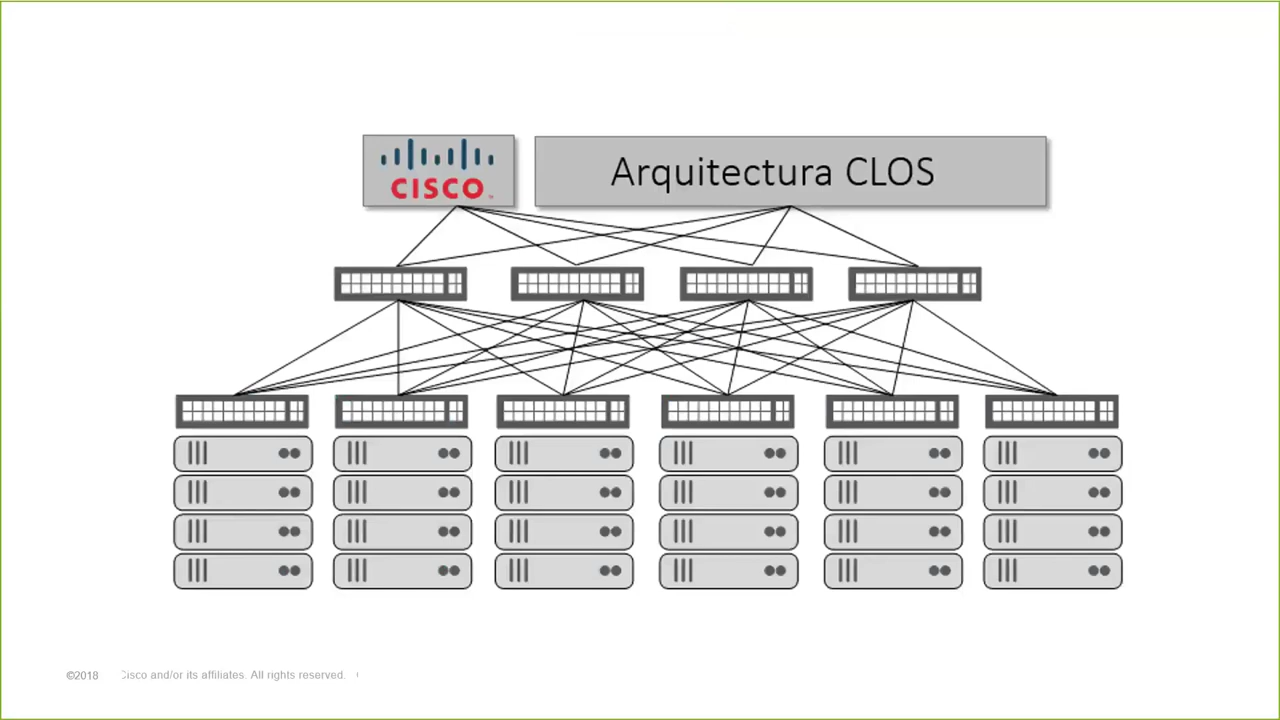 CISCO
Arquitectura CLOS
©2018 Cisco and/or its affiliates. All rights reserved.